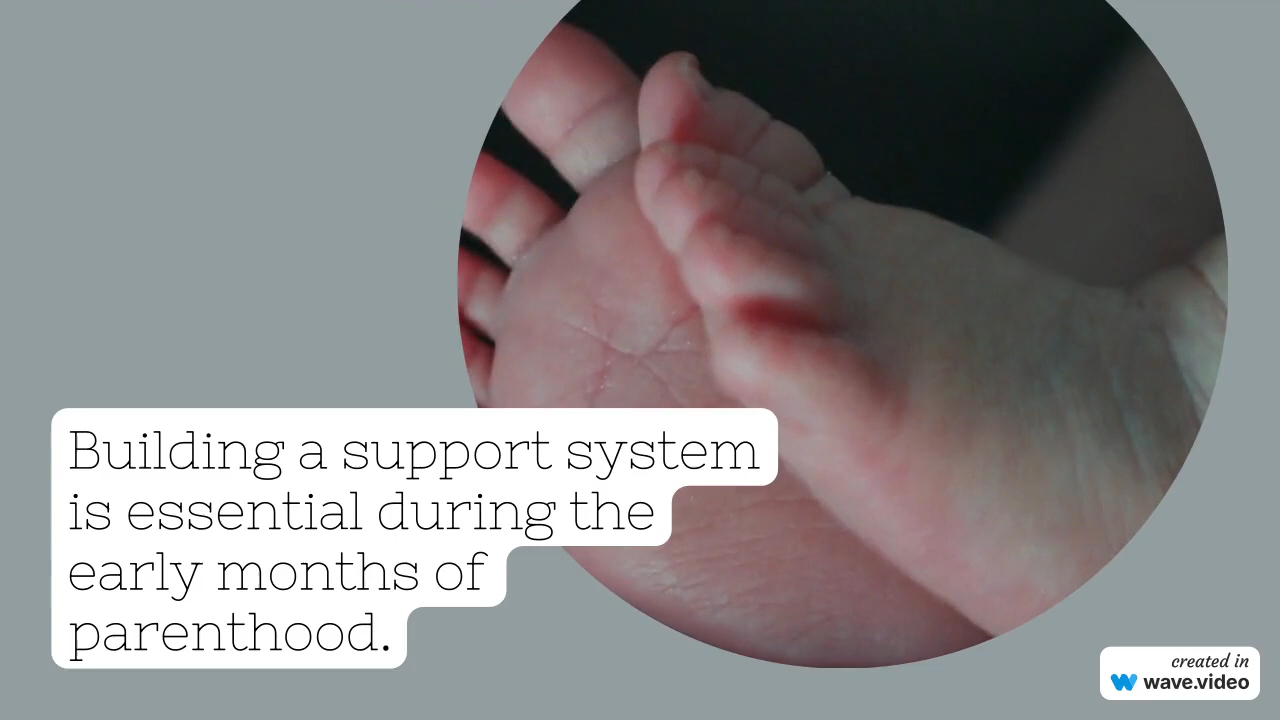 Building a support system
is essential during the
early months of
parenthood.
created in
wave.video